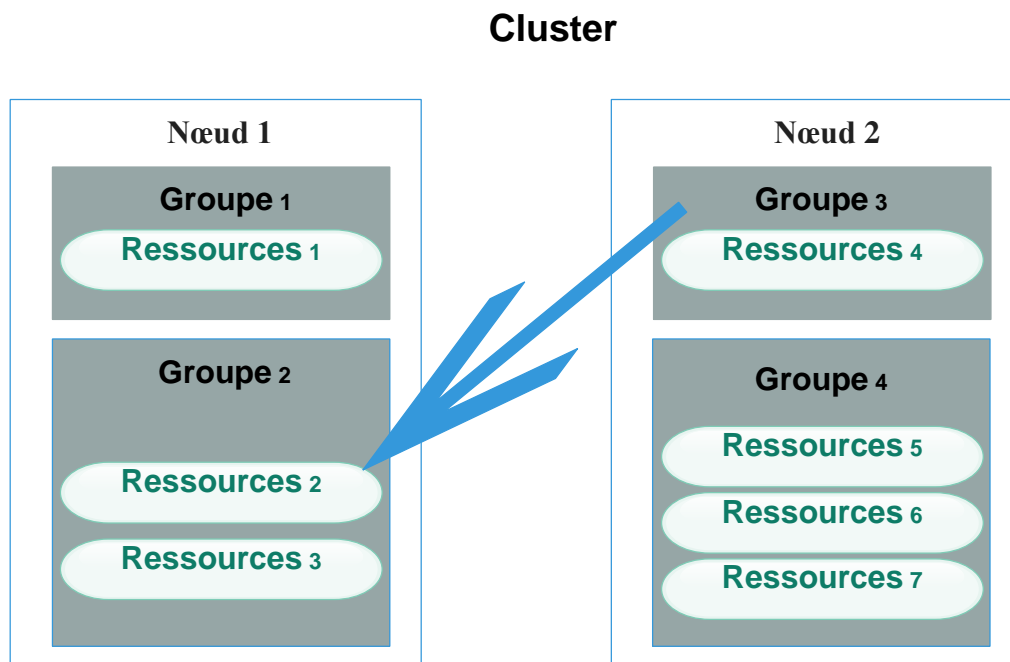 Cluster
Nœud 1
Groupe 1
Ressources 1
Groupe 2
Ressources 2
Ressources 3
Nœud 2
Groupe 3
Ressources 4
Groupe 4
Ressources 5
Ressources 6
Ressources 7